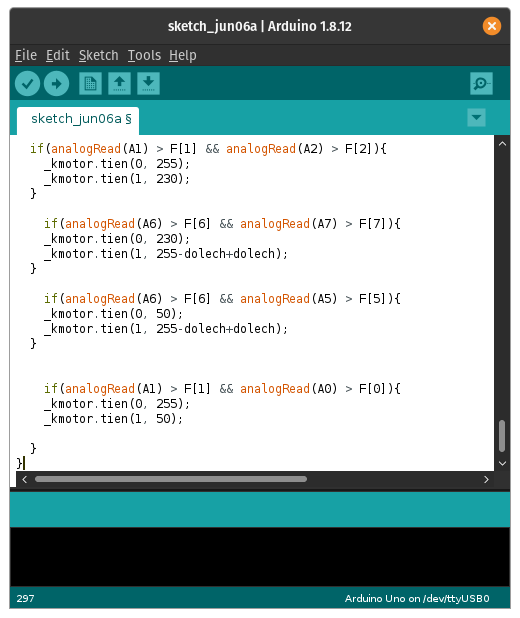 sketch_jun06a | Arduino 1.8.12
File Edit Sketch Tools Help
sketch_jun06a §
if(analogRead(A1) > F[1] && analogRead(A2) > F[2]){
_kmotor.tien(0, 255);
_kmotor.tien(1, 230);
}
if(analogRead(A6) > F[6] && analogRead(A7) > F[7]){
_kmotor.tien(0, 230);
_kmotor.tien(1, 255-dolech+dolech);
}
if(analogRead(A6) > F[6] && analogRead(A5) > F[5]){
_kmotor.tien(0, 50);
_kmotor.tien(1, 255-dolech+dolech);
}
if(analogRead(A1) > F[1] && analogRead(A0) > F[0]){
_kmotor.tien(0, 255);
_kmotor.tien(1, 50);
}
}
297 Arduino Uno on /dev/ttyUSB0